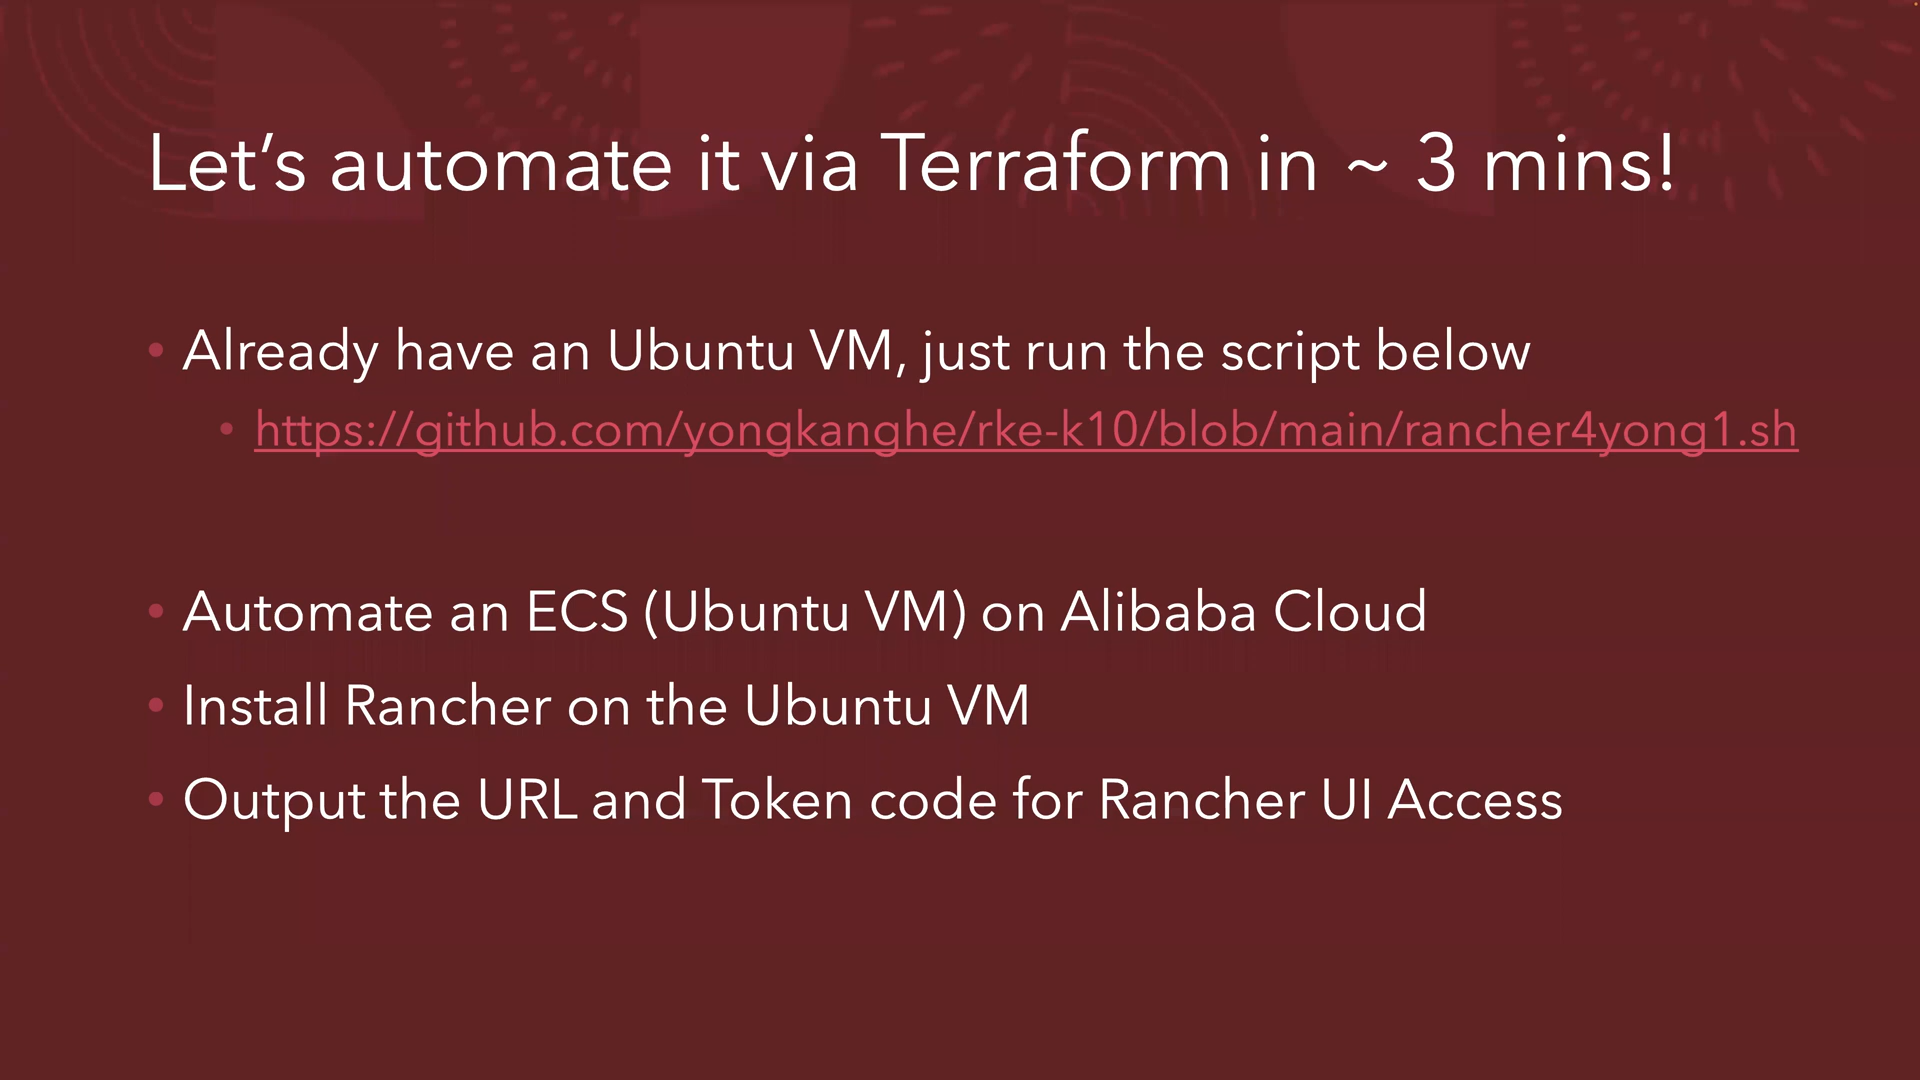 Let’s automate it via Terraform in ~ 3 mins!
• Already have an Ubuntu VM, just run the script below
• https://github.com/yongkanghe/rke-k10/blob/main/rancher4yong1.sh
• Automate an ECS (Ubuntu VM) on Alibaba Cloud
• Install Rancher on the Ubuntu VM
• Output the URL and Token code for Rancher UI Access